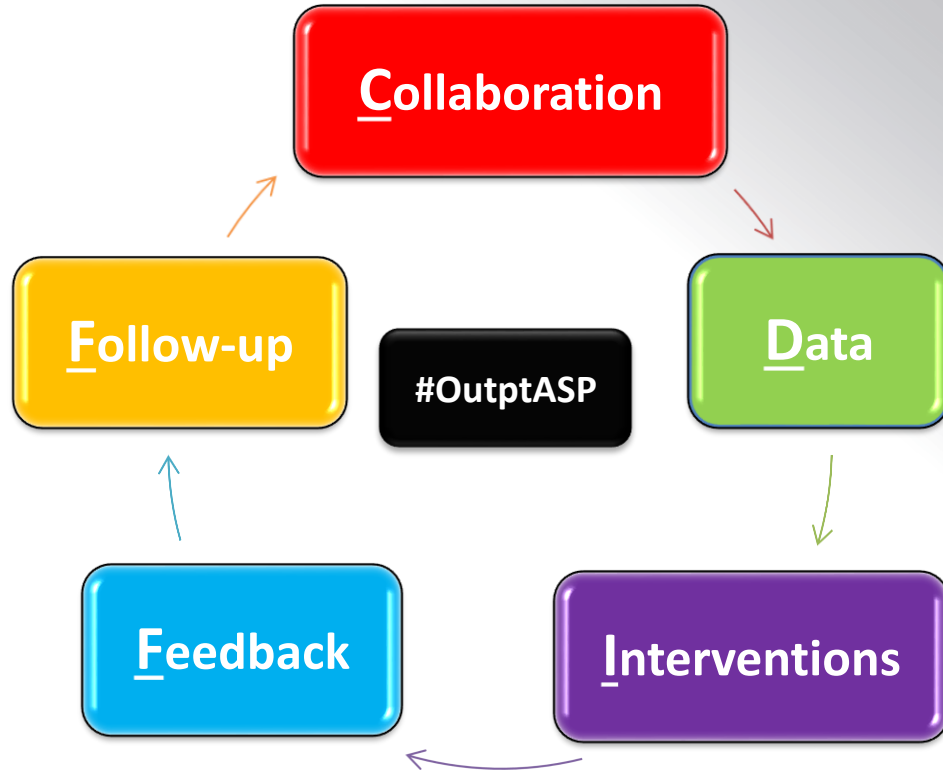 Collaboration
Follow-up
#OutptASP
Data
Feedback
Interventions